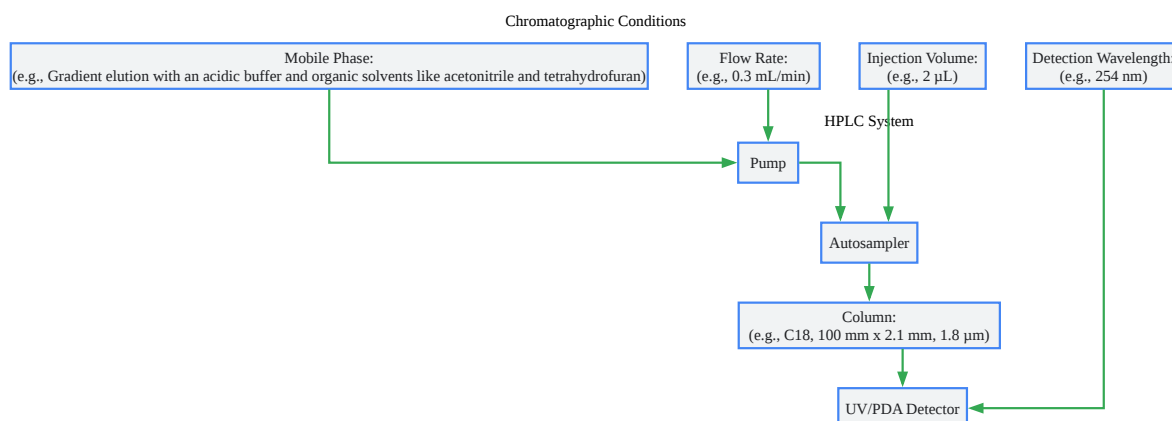 Chromatographic Conditions
Mobile Phase:
(e.g., Gradient elution with an acidic buffer and organic solvents like acetonitrile and tetrahydrofuran)
Flow Rate:
(e.g., 0.3 mL/min)
Injection Volume:
(e.g., 2 µL)
Detection Wavelength:
(e.g., 254 nm)
HPLC System
Pump
Autosampler
Column:
(e.g., C18, 100 mm x 2.1 mm, 1.8 µm)
UV/PDA Detector